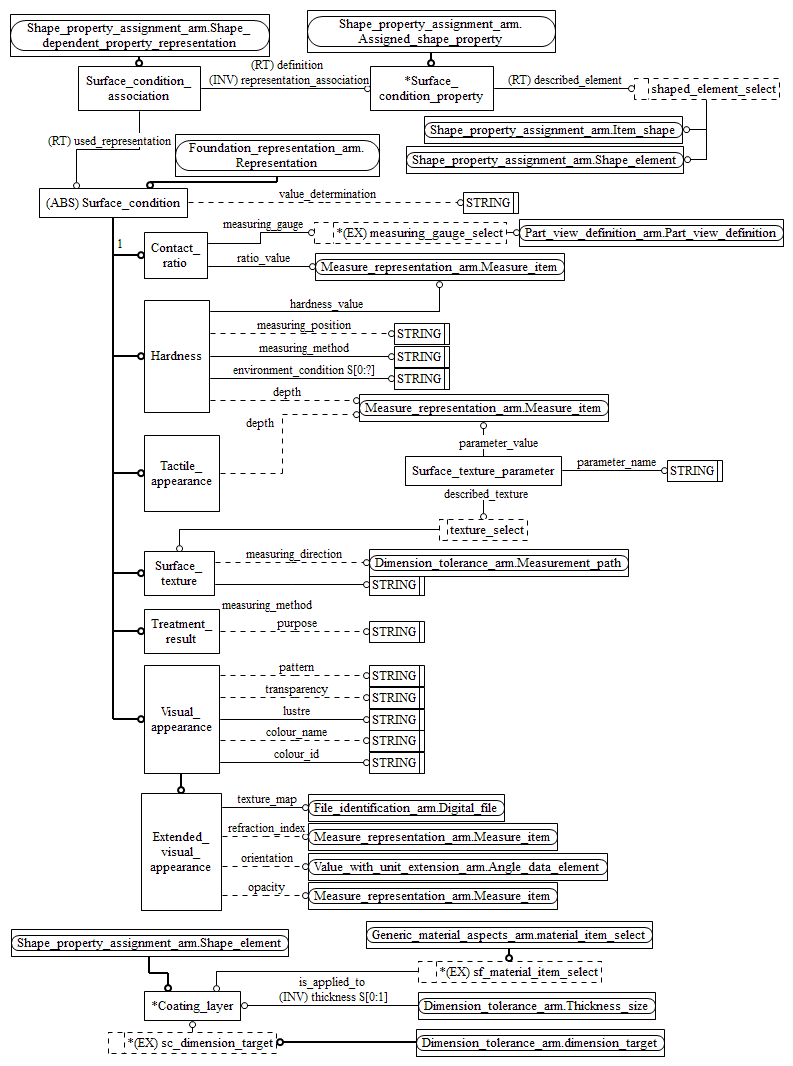 Shape_property_assignment_arm.Shape_
dependent_property_representation
Shape_property_assignment_arm.
Assigned_shape_property
(RT) definition
(INV) representation_association
Surface_condition_
association
*Surface_
condition_property
(RT) described_element
shaped_element_select
Shape_property_assignment_arm.Item_shape
Shape_property_assignment_arm.Shape_element
(RT) used_representation
Foundation_representation_arm.
Representation
(ABS) Surface_condition
value_determination
STRING
1
Contact_
ratio
measuring_gauge
*(EX) measuring_gauge_select
Part_view_definition_arm.Part_view_definition
ratio_value
Measure_representation_arm.Measure_item
hardness_value
Hardness
measuring_position
STRING
measuring_method
STRING
environment_condition S[0:?]
STRING
depth
Measure_representation_arm.Measure_item
depth
Tactile_
appearance
parameter_value
Surface_texture_parameter
parameter_name
STRING
described_texture
texture_select
Surface_
texture
measuring_direction
Dimension_tolerance_arm.Measurement_path
STRING
measuring_method
Treatment_
result
purpose
STRING
Visual_
appearance
pattern
STRING
transparency
STRING
lustre
STRING
colour_name
STRING
colour_id
STRING
Extended_
visual_
appearance
texture_map
File_identification_arm.Digital_file
refraction_index
Measure_representation_arm.Measure_item
orientation
Value_with_unit_extension_arm.Angle_data_element
opacity
Measure_representation_arm.Measure_item
Shape_property_assignment_arm.Shape_element
Generic_material_aspects_arm.material_item_select
*(EX) sf_material_item_select
is_applied_to
(INV) thickness S[0:1]
*Coating_layer
Dimension_tolerance_arm.Thickness_size
*(EX) sc_dimension_target
Dimension_tolerance_arm.dimension_target